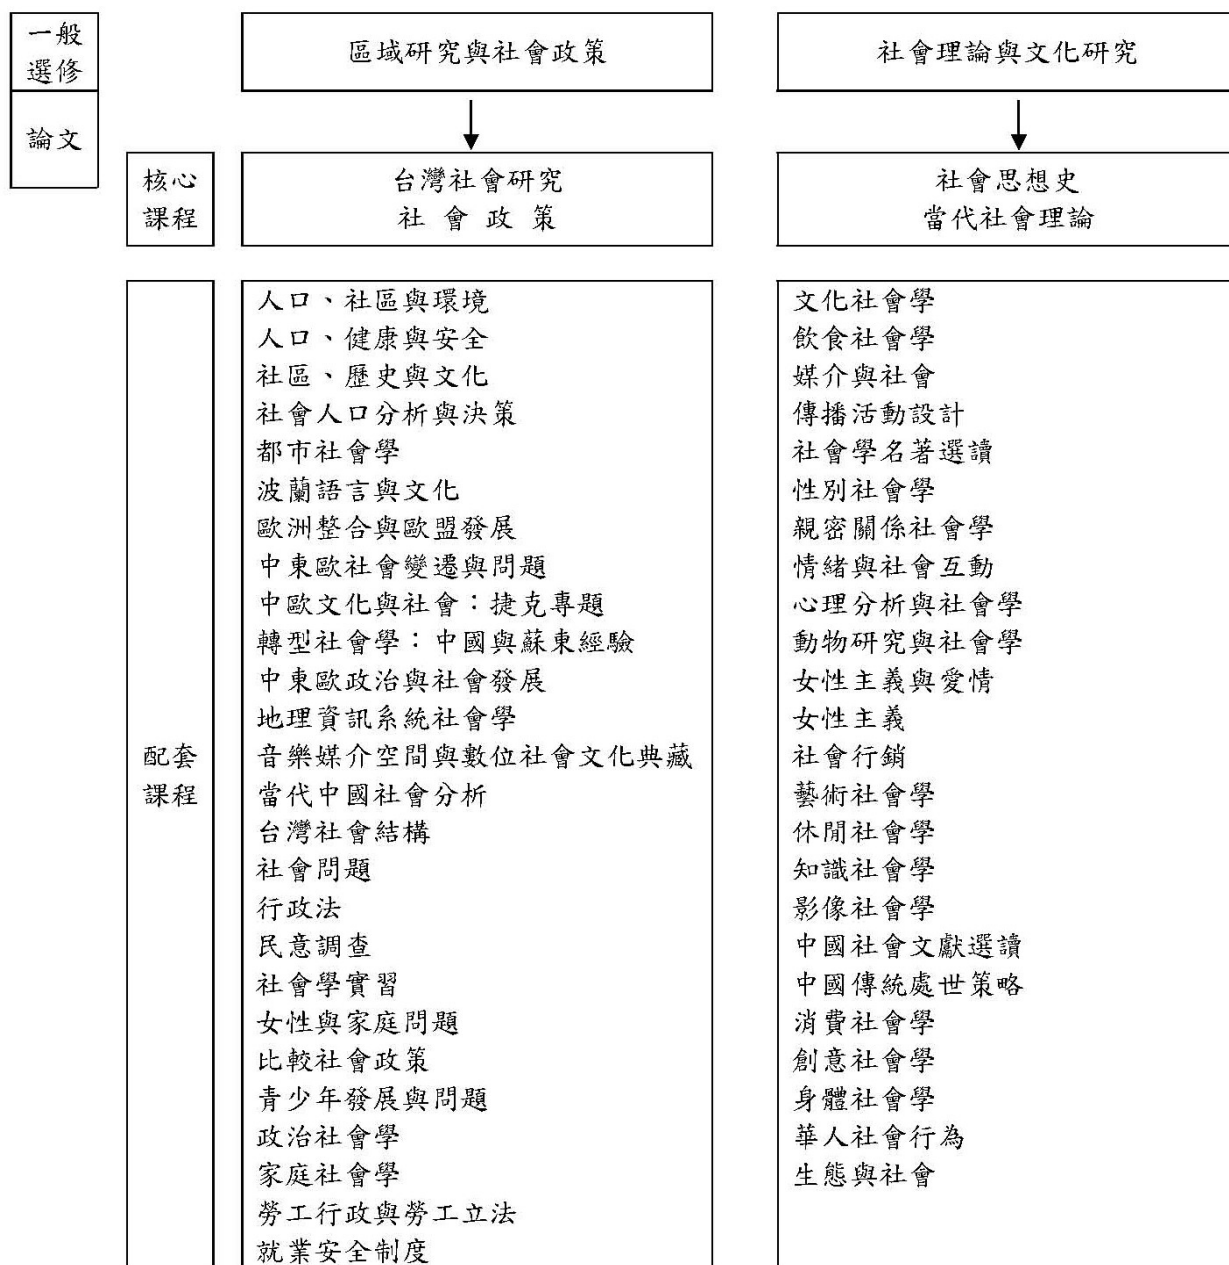 一般
選修
論文
區域研究與社會政策
社會理論與文化研究
核心
課程
台灣社會研究
社會政策
社會思想史
當代社會理論
配套
課程
人口、社區與環境
人口、健康與安全
社區、歷史與文化
社會人口分析與決策
都市社會學
波蘭語言與文化
歐洲整合與歐盟發展
中東歐社會變遷與問題
中歐文化與社會：捷克專題
轉型社會學：中國與蘇東經驗
中東歐政治與社會發展
地理資訊系統社會學
音樂媒介空間與數位社會文化典藏
當代中國社會分析
台灣社會結構
社會問題
行政法
民意調查
社會學實習
女性與家庭問題
比較社會政策
青少年發展與問題
政治社會學
家庭社會學
勞工行政與勞工立法
就業安全制度
文化社會學
飲食社會學
媒介與社會
傳播活動設計
社會學名著選讀
性別社會學
親密關係社會學
情緒與社會互動
心理分析與社會學
動物研究與社會學
女性主義與愛情
女性主義
社會行銷
藝術社會學
休閒社會學
知識社會學
影像社會學
中國社會文獻選讀
中國傳統處世策略
消費社會學
創意社會學
身體社會學
華人社會行為
生態與社會